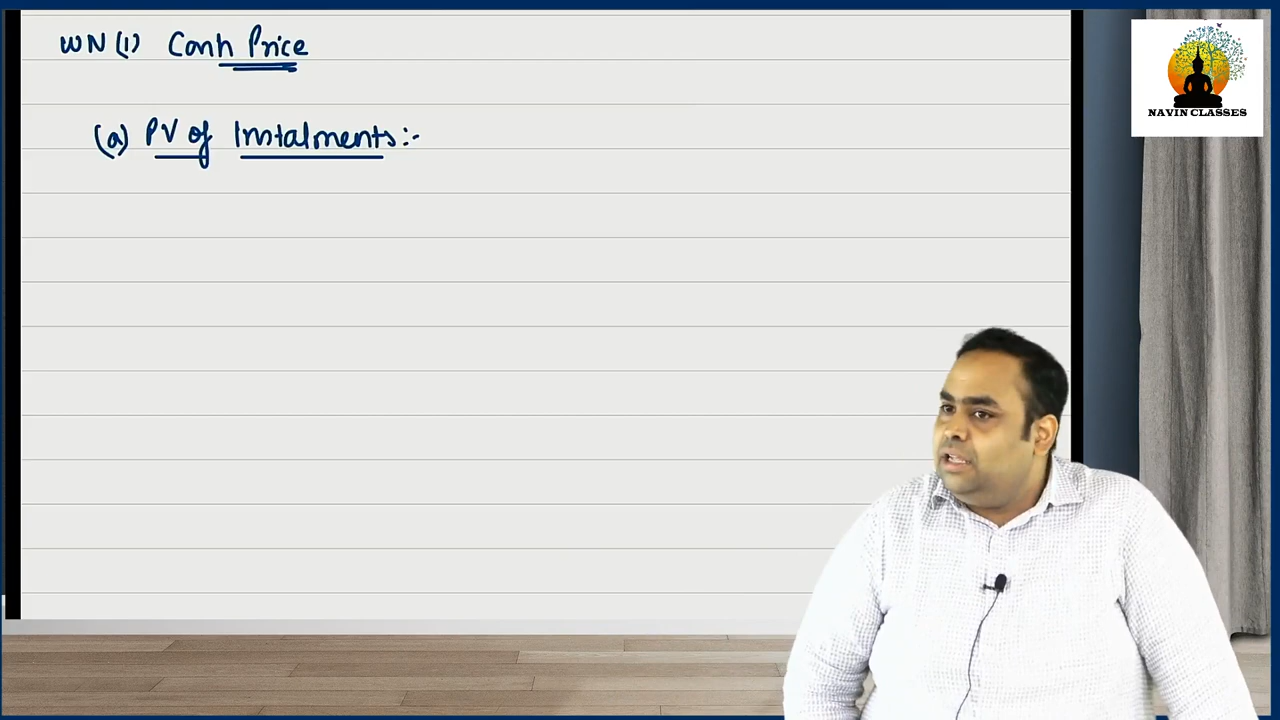 WN (1) Cash Price
(a) PV of Instalments:-
NAVIN CLASSES